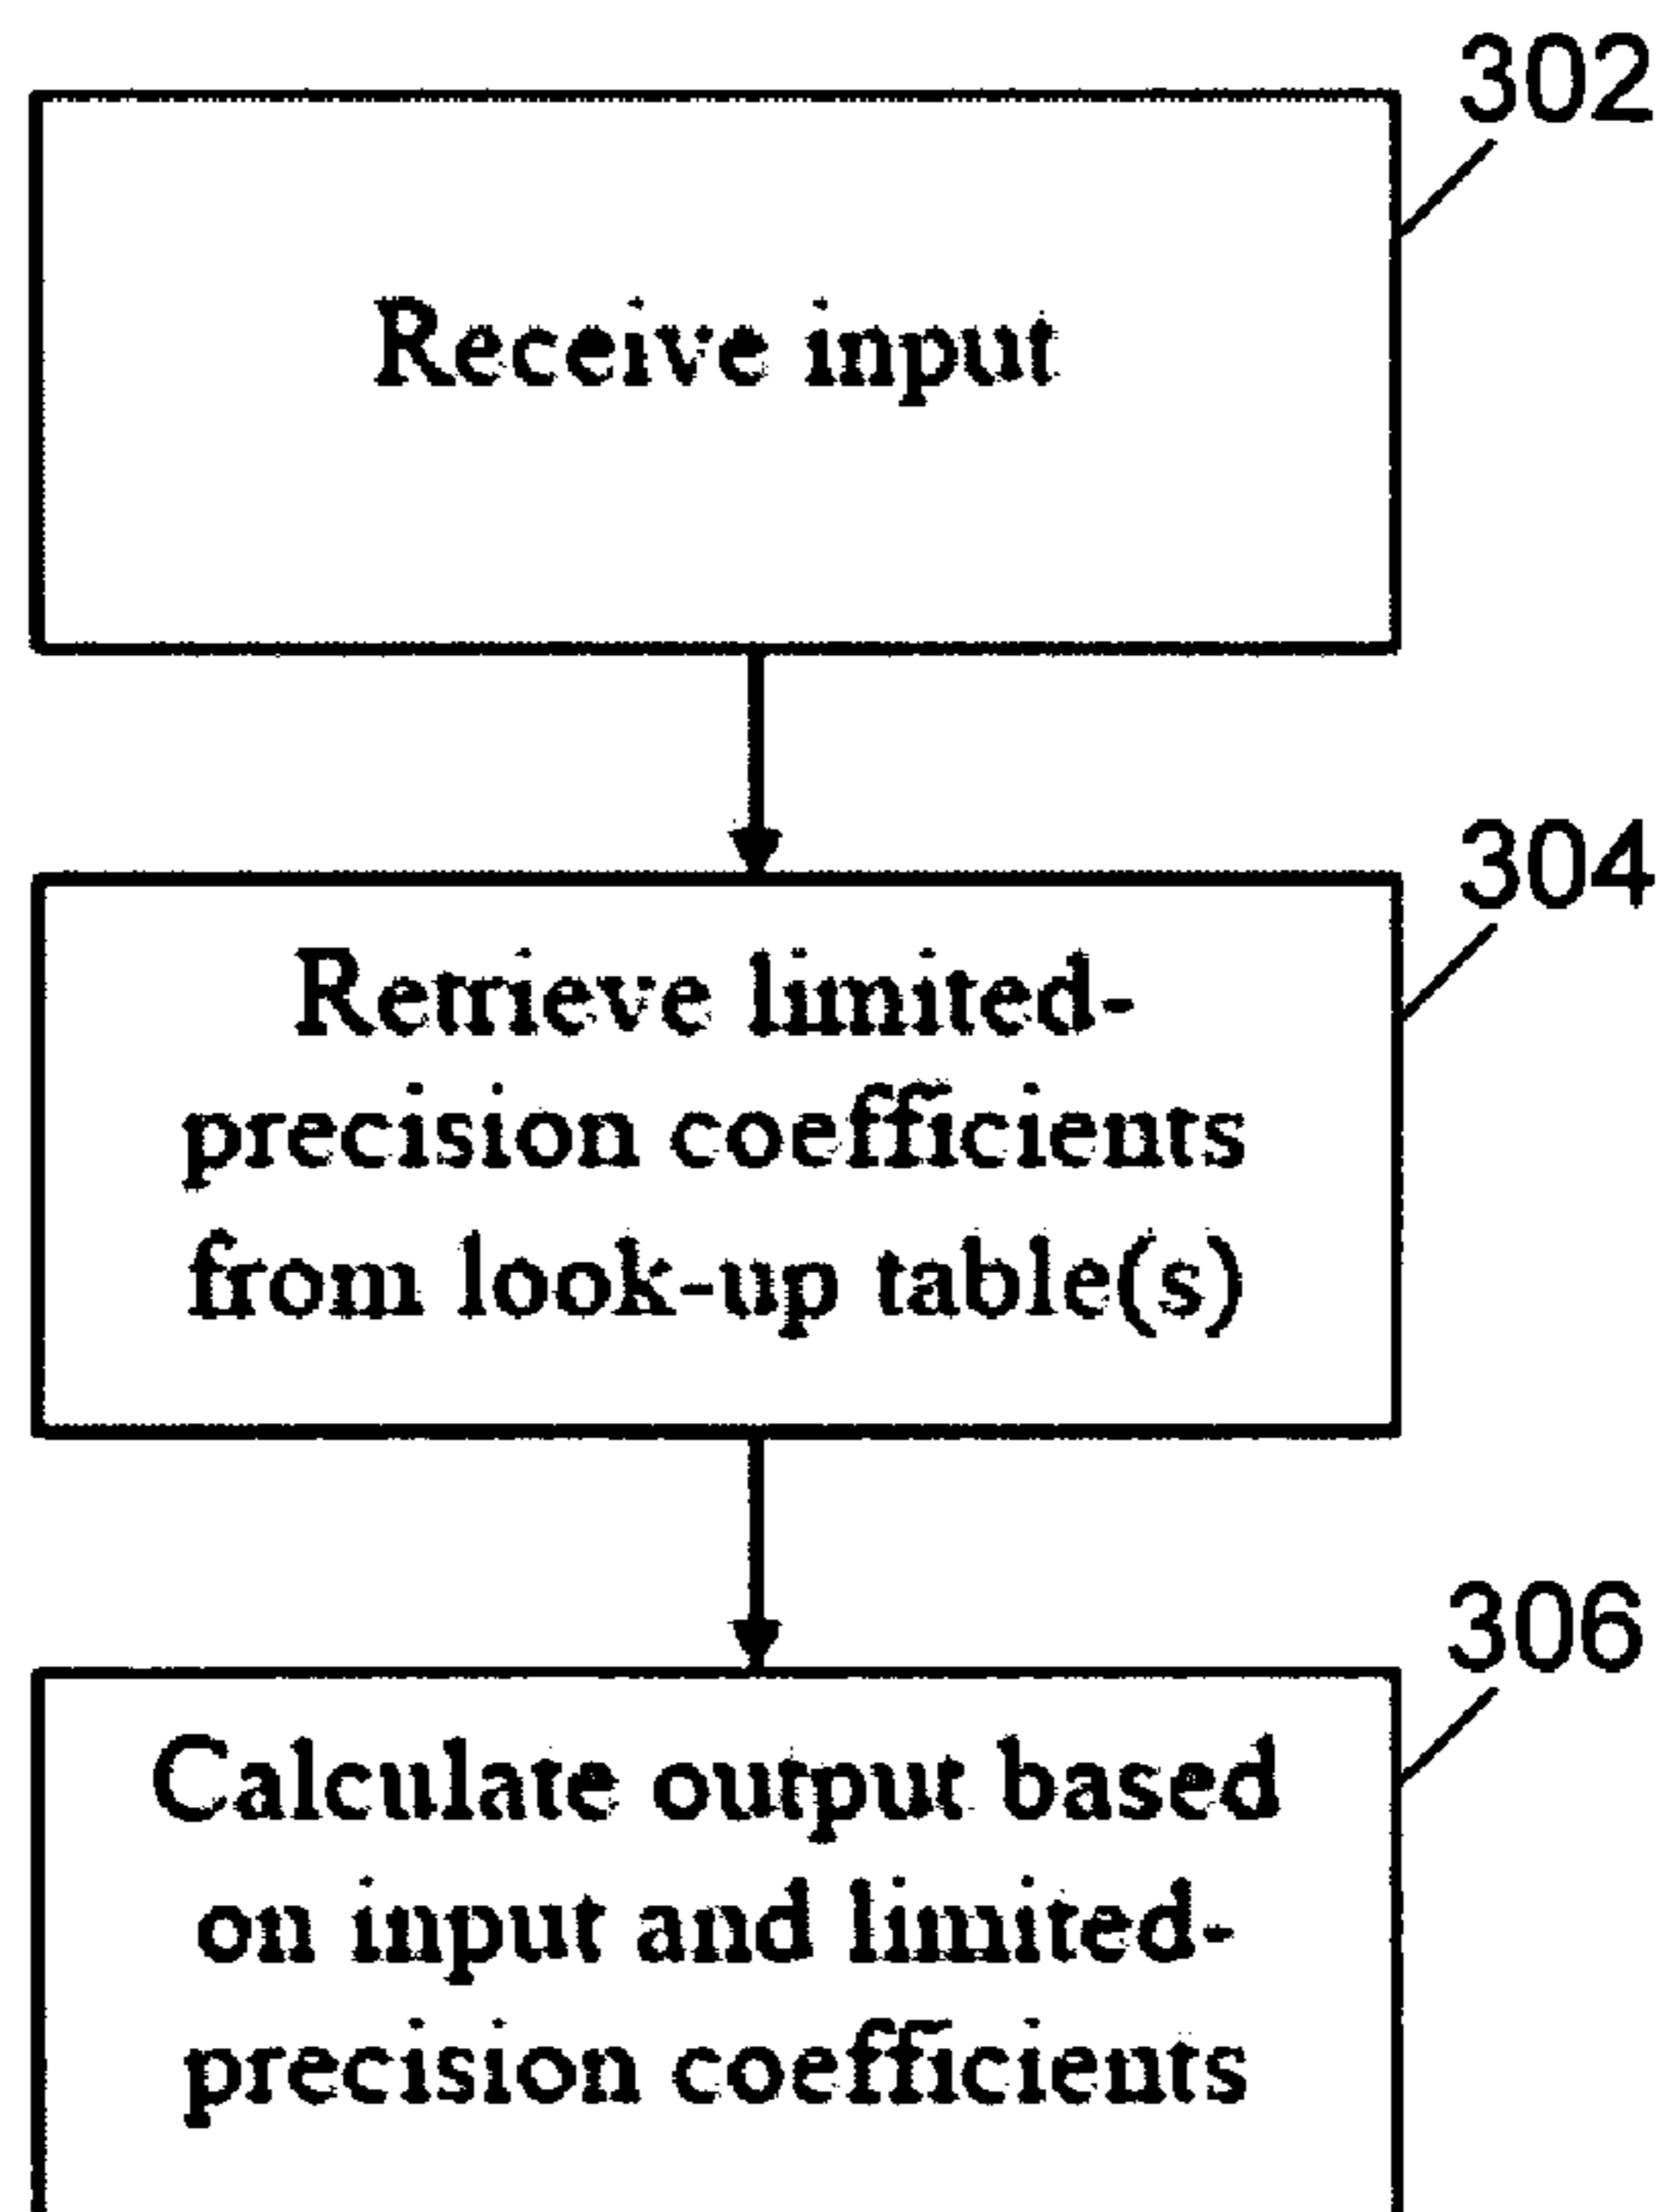 302
Receive input
304
Retrieve limited-
precision coefficients
from look-up table(s)
306
Calculate output based
on input and limited-
precision coefficients